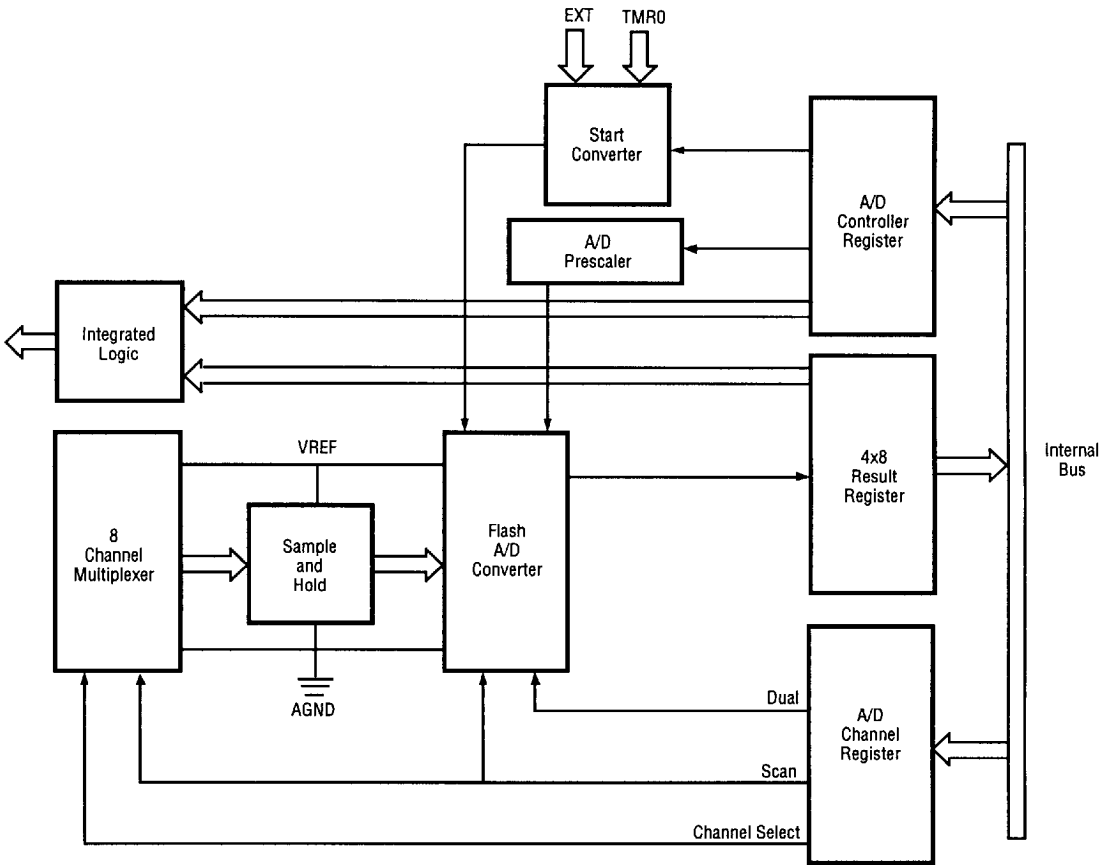 EXT
TMR0
Start
Converter
A/D
Controller
Register
A/D
Prescaler
Integrated
Logic
VREF
8
Channel
Multiplexer
Sample
and
Hold
Flash
A/D
Converter
4x8
Result
Register
Internal
Bus
AGND
Dual
Scan
Channel Select
A/D
Channel
Register